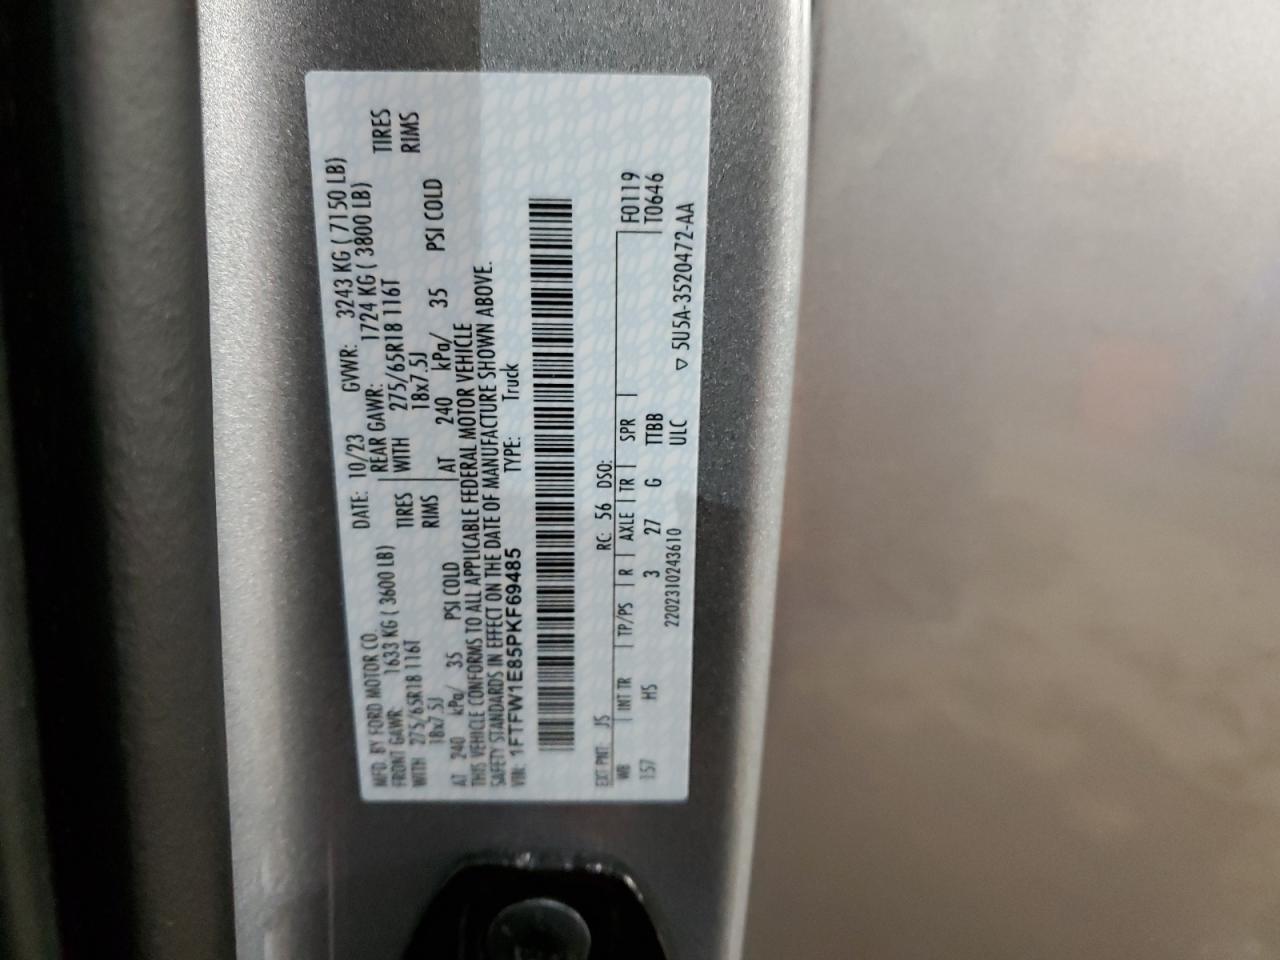 MFD. BY FORD MOTOR CO. DATE: 10/23 GVWR: 3243 KG ( 7150 LB)
FRONT GAWR: 1633 KG ( 3600 LB) REAR GAWR: 1724 KG ( 3800 LB)
WITH 275/65R18 116T TIRES WITH 275/65R18 116T TIRES
18x7.5J RIMS 18x7.5J RIMS
AT 240 kPa/ 35 PSI COLD AT 240 kPa/ 35 PSI COLD
THIS VEHICLE CONFORMS TO ALL APPLICABLE FEDERAL MOTOR VEHICLE
SAFETY STANDARDS IN EFFECT ON THE DATE OF MANUFACTURE SHOWN ABOVE.
VIN: 1FTFW1E85PKF69485 TYPE: Truck
EXT PNT: JS RC: 56 DSO: F0119
WB INT TR TP/PS R AXLE TR SPR T0646
157 HS 3 27 G TTBB
2202310243610 ULC ▽ 5U5A-3520472-AA